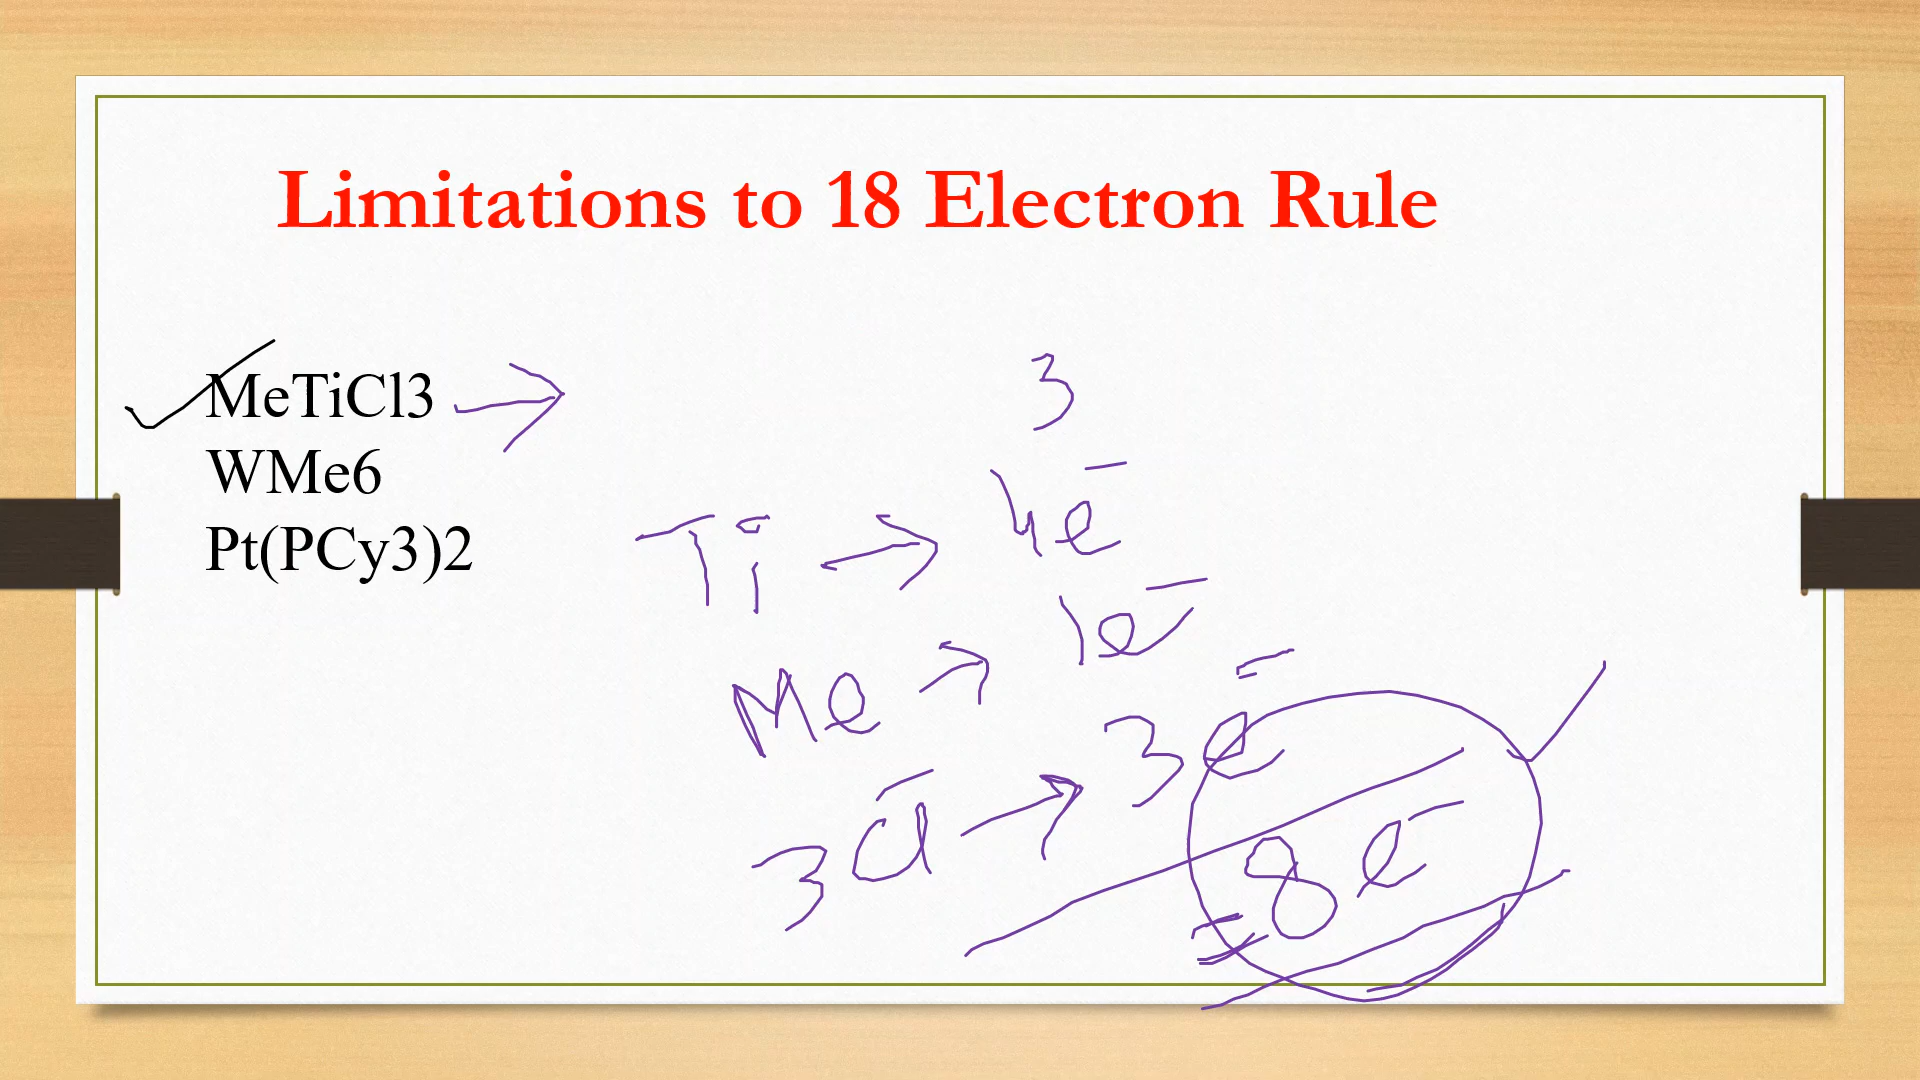 Limitations to 18 Electron Rule
MeTiCl3 →
WMe6
Pt(PCy3)2
3
Ti → 4e⁻
Me → 1e⁻
3Cl⁻ → 3e⁻
= 8e⁻